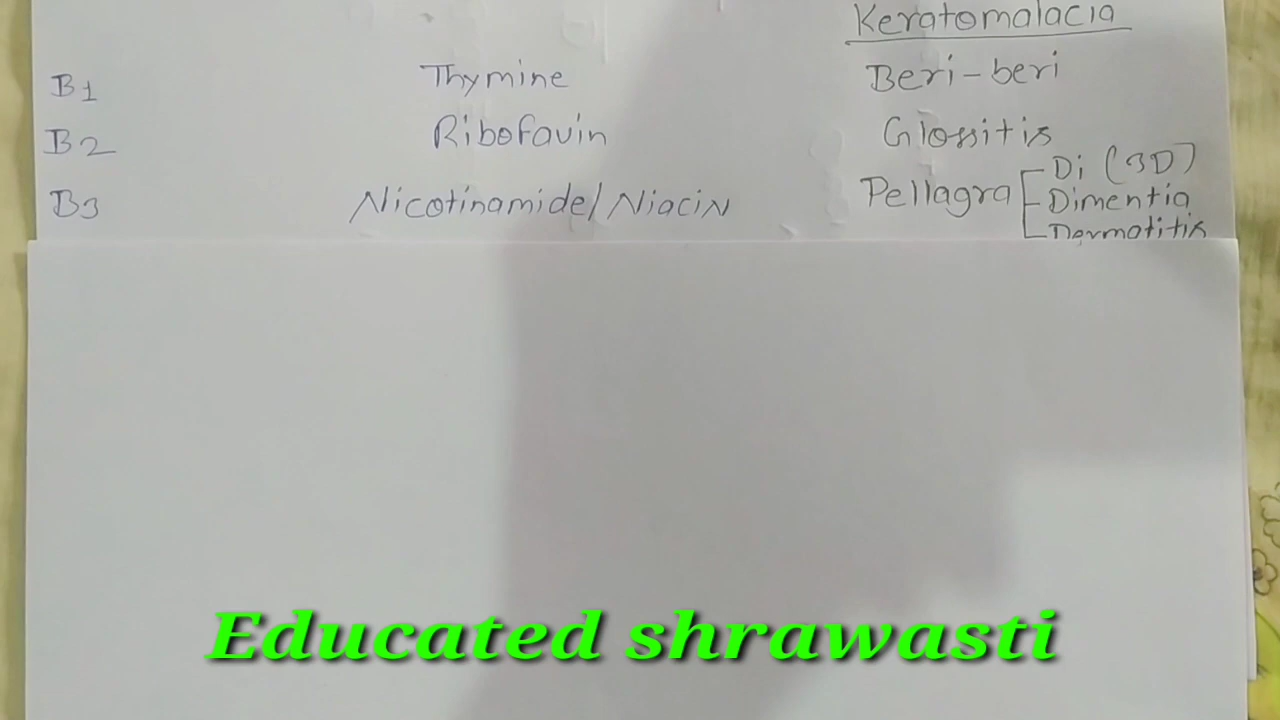 Keratomalacia
B1 Thymine Beri-beri
B2 Ribofavin Glossitis
B3 Nicotinamide/Niacin Pellagra Di (3D)
Dimentia
Dermatitis
Educated shrawasti